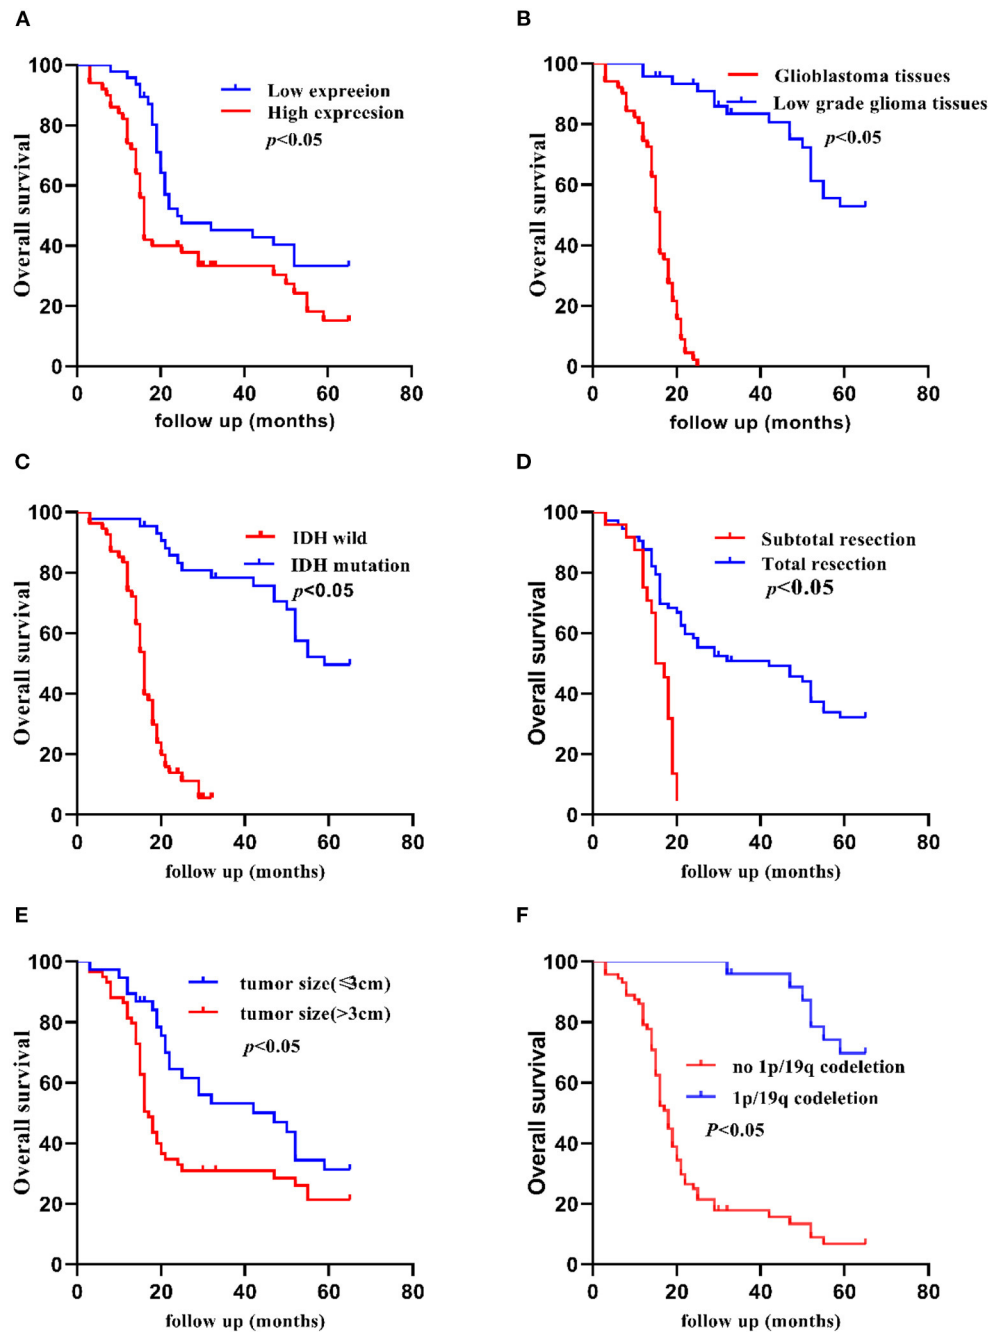 A
Overall survival
100
80
60
40
20
0
0 20 40 60 80
follow up (months)
Low expreeion
High expreesion
p<0.05
B
Overall survival
100
80
60
40
20
0
0 20 40 60 80
follow up (months)
Glioblastoma tissues
Low grade glioma tissues
p<0.05
C
Overall survival
100
80
60
40
20
0
0 20 40 60 80
follow up (months)
IDH wild
IDH mutation
p<0.05
D
Overall survival
100
80
60
40
20
0
0 20 40 60 80
follow up (months)
Subtotal resection
Total resection
p<0.05
E
Overall survival
100
80
60
40
20
0
0 20 40 60 80
follow up (months)
tumor size(≤3cm)
tumor size(>3cm)
p<0.05
F
Overall survival
100
80
60
40
20
0
0 20 40 60 80
follow up (months)
no 1p/19q codeletion
1p/19q codeletion
P<0.05